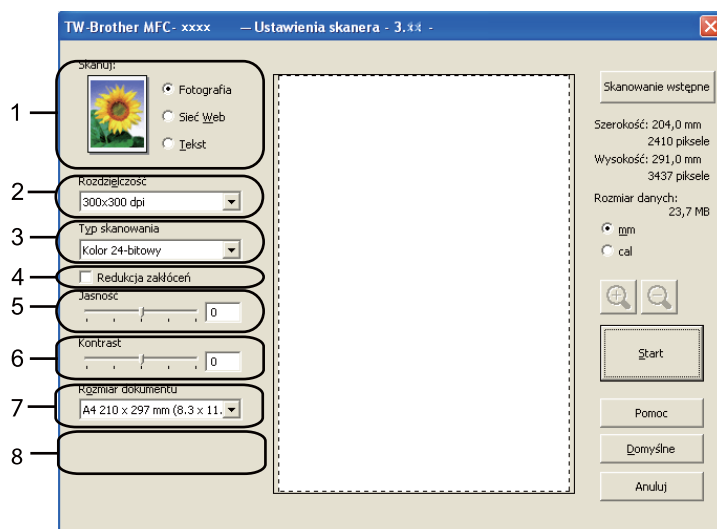 TW-Brother MFC- xxxx — Ustawienia skanera - 3.xx -
1
Skanuj:
Fotografia
Sieć Web
Tekst
2
Rozdzielczość
300x300 dpi
3
Typ skanowania
Kolor 24-bitowy
4
Redukcja zakłóceń
5
Jasność
0
6
Kontrast
0
7
Rozmiar dokumentu
A4 210 x 297 mm (8.3 x 11.
8
Skanowanie wstępne
Szerokość: 204,0 mm
2410 piksele
Wysokość: 291,0 mm
3437 piksele
Rozmiar danych:
23,7 MB
mm
cal
Start
Pomoc
Domyślne
Anuluj